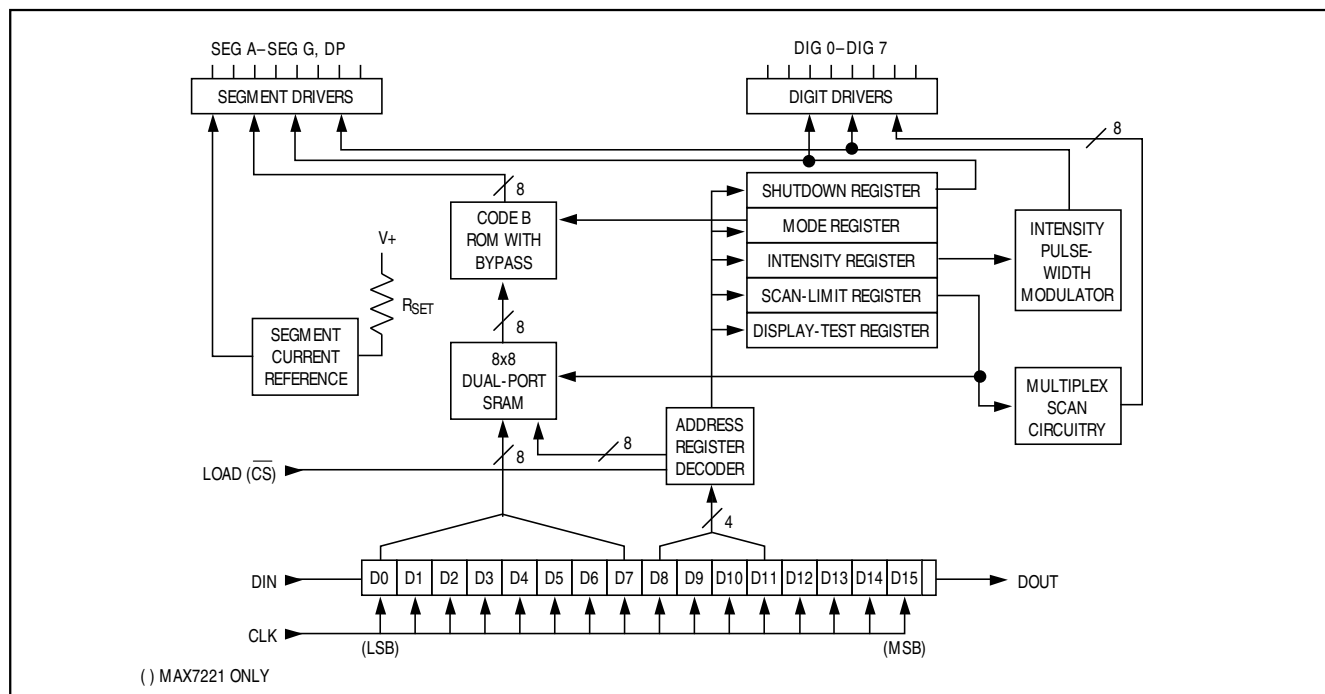 SEG A–SEG G, DP
DIG 0–DIG 7
SEGMENT DRIVERS
DIGIT DRIVERS
8
8
SHUTDOWN REGISTER
MODE REGISTER
INTENSITY REGISTER
SCAN-LIMIT REGISTER
DISPLAY-TEST REGISTER
CODE B
ROM WITH
BYPASS
INTENSITY
PULSE-
WIDTH
MODULATOR
V+
RSET
8
SEGMENT
CURRENT
REFERENCE
8x8
DUAL-PORT
SRAM
MULTIPLEX
SCAN
CIRCUITRY
ADDRESS
REGISTER
DECODER
8
8
LOAD (C̅S̅)
4
DIN
D0 D1 D2 D3 D4 D5 D6 D7 D8 D9 D10 D11 D12 D13 D14 D15
DOUT
CLK
(LSB)
(MSB)
( ) MAX7221 ONLY